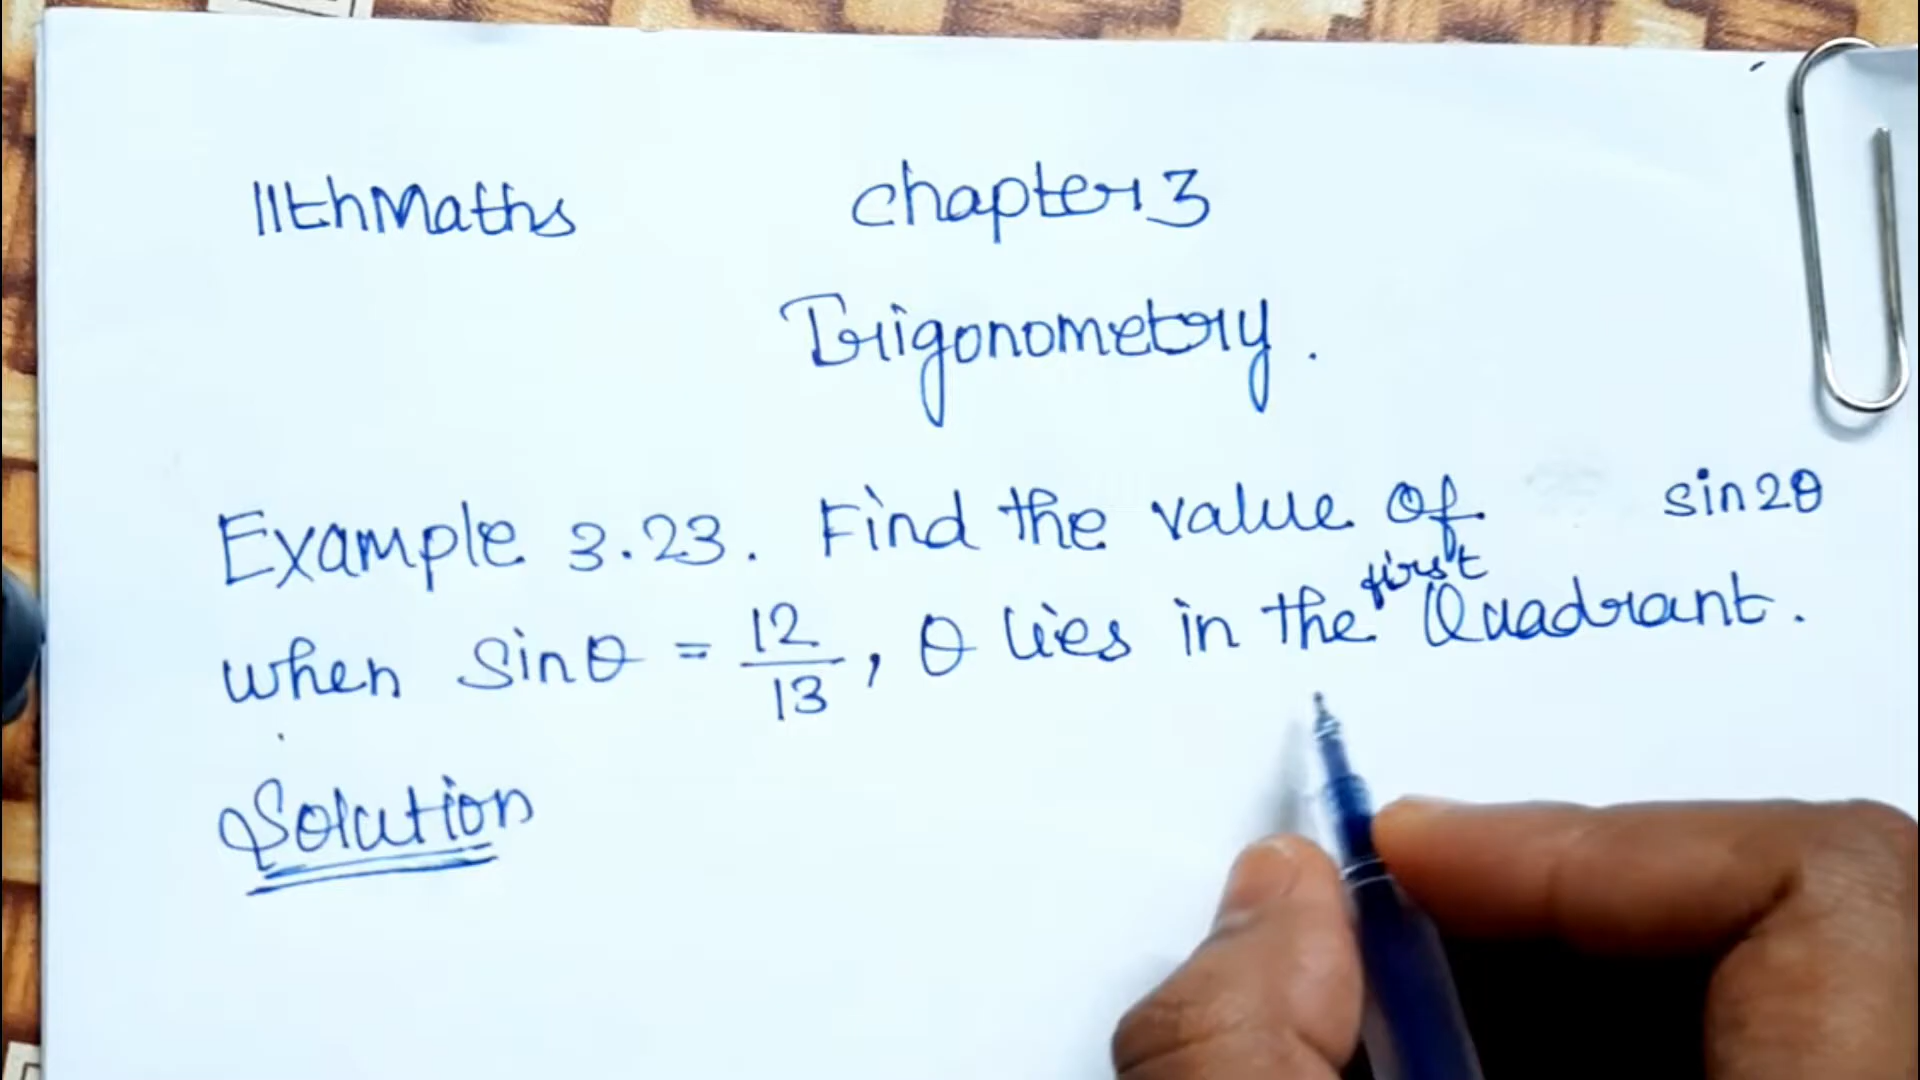 11th Maths chapter 3
Trigonometry.
Example 3.23. Find the value of sin2θ
first
when sinθ = 12/13, θ lies in the Quadrant.
Solution